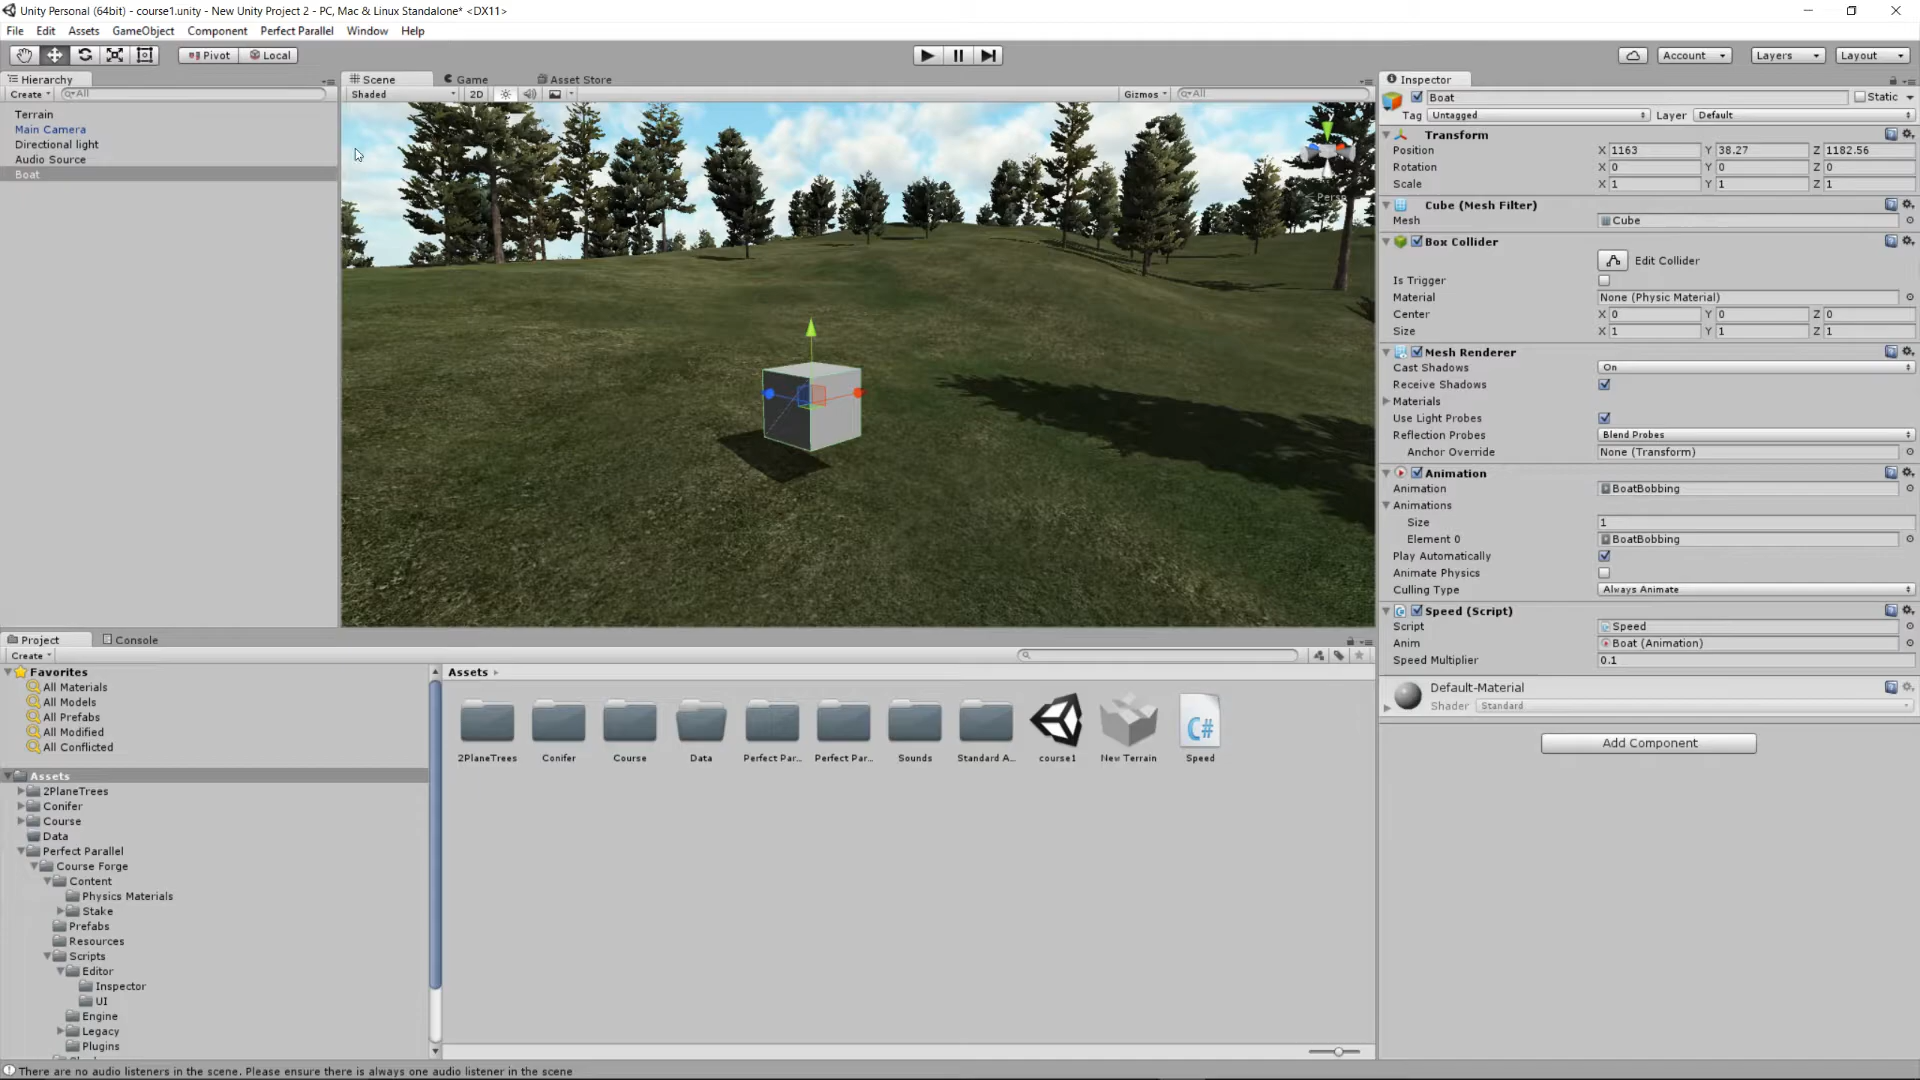 Unity Personal (64bit) - course1.unity - New Unity Project 2 - PC, Mac & Linux Standalone* <DX11>
File Edit Assets GameObject Component Perfect Parallel Window Help
Pivot Local Account Layers Layout
Hierarchy
Create All
Terrain
Main Camera
Directional light
Audio Source
Boat
Scene Game Asset Store
Shaded 2D Gizmos All
Persp
Inspector
Boat Static
Tag Untagged Layer Default
Transform
Position X 1163 Y 38.27 Z 1182.56
Rotation X 0 Y 0 Z 0
Scale X 1 Y 1 Z 1
Cube (Mesh Filter)
Mesh Cube
Box Collider
Edit Collider
Is Trigger
Material None (Physic Material)
Center X 0 Y 0 Z 0
Size X 1 Y 1 Z 1
Mesh Renderer
Cast Shadows On
Receive Shadows
Materials
Use Light Probes
Reflection Probes Blend Probes
Anchor Override None (Transform)
Animation
Animation BoatBobbing
Animations
Size 1
Element 0 BoatBobbing
Play Automatically
Animate Physics
Culling Type Always Animate
Speed (Script)
Script Speed
Anim Boat (Animation)
Speed Multiplier 0.1
Default-Material
Shader Standard
Add Component
Project Console
Create
Favorites
All Materials
All Models
All Prefabs
All Modified
All Conflicted
Assets
2PlaneTrees
Conifer
Course
Data
Perfect Parallel
Course Forge
Content
Physics Materials
Stake
Prefabs
Resources
Scripts
Editor
Inspector
UI
Engine
Legacy
Plugins
Assets
C#
2PlaneTrees Conifer Course Data Perfect Par... Perfect Par... Sounds Standard A... course1 New Terrain Speed
There are no audio listeners in the scene. Please ensure there is always one audio listener in the scene